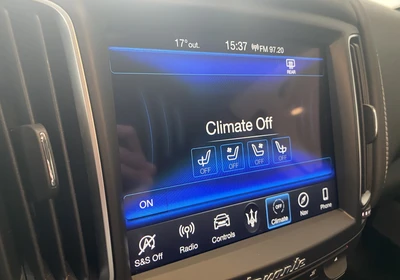 17° out. 15:37 FM 97.20
REAR
Climate Off
OFF OFF OFF OFF
ON
S&S Off Radio Controls OFF Climate Nav Phone